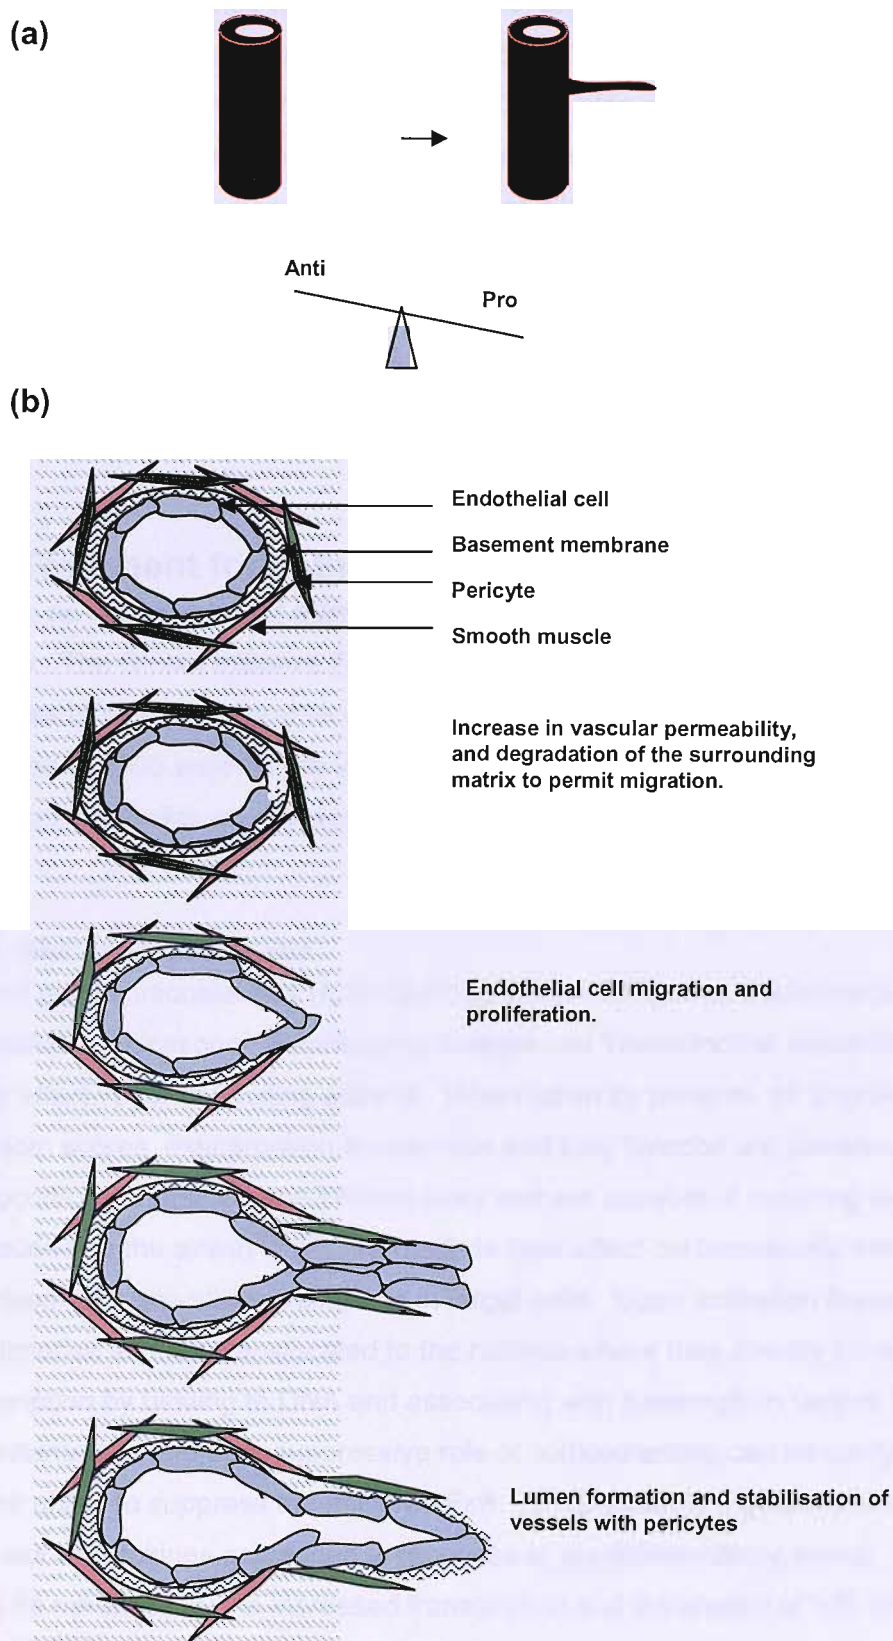 (a)
Anti
Pro
(b)
Endothelial cell
Basement membrane
Pericyte
Smooth muscle
Increase in vascular permeability,
and degradation of the surrounding
matrix to permit migration.
Endothelial cell migration and
proliferation.
Lumen formation and stabilisation of
vessels with pericytes